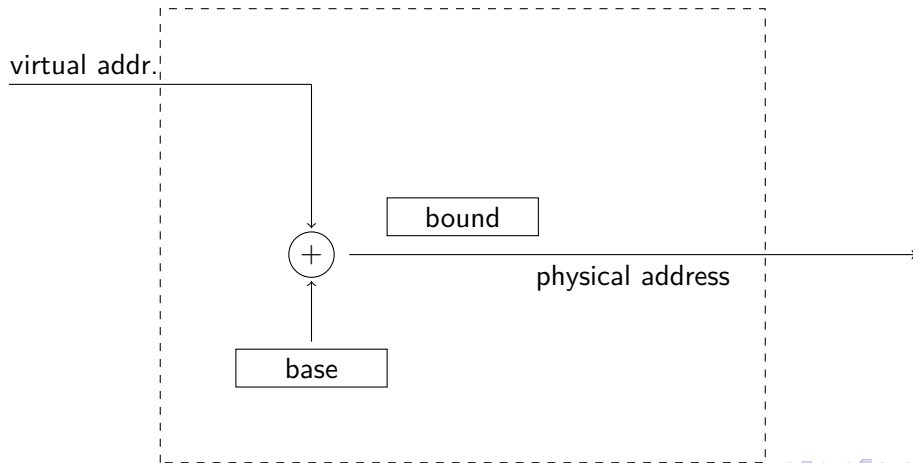 virtual addr.
bound
+
physical address
base